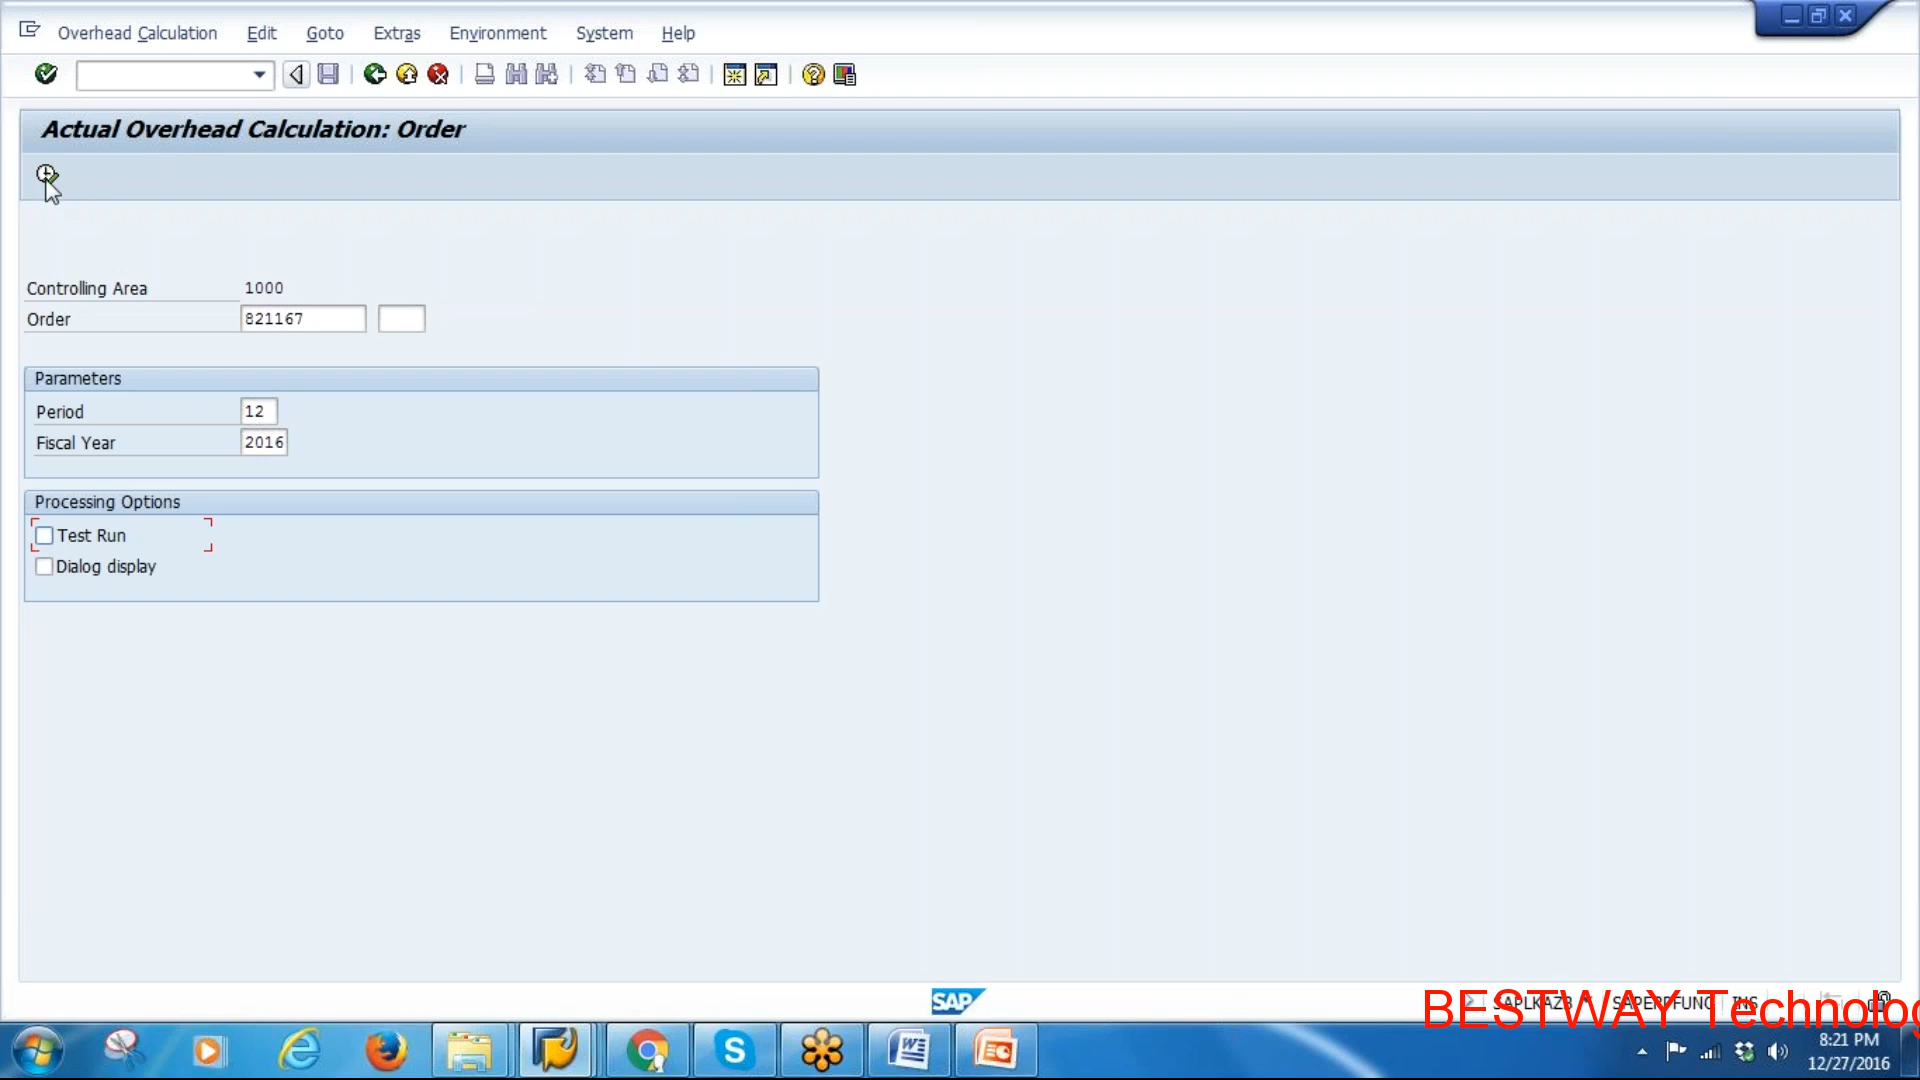 Overhead Calculation Edit Goto Extras Environment System Help
Actual Overhead Calculation: Order
Controlling Area 1000
Order 821167
Parameters
Period 12
Fiscal Year 2016
Processing Options
Test Run
Dialog display
SAP
INS
BESTWAY Technolog
8:21 PM
12/27/2016